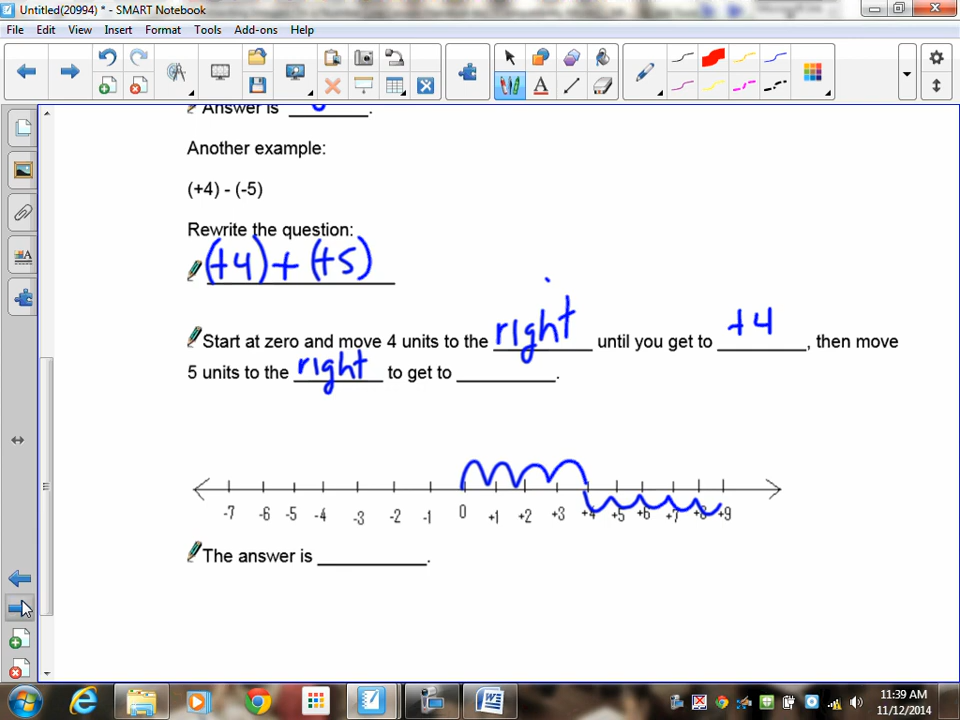 Untitled(20994) * - SMART Notebook
File Edit View Insert Format Tools Add-ons Help
Answer is ________.
Another example:
(+4) - (-5)
Rewrite the question:
(+4) + (+5)
Start at zero and move 4 units to the right until you get to +4, then move
5 units to the right to get to __________.
-7 -6 -5 -4 -3 -2 -1 0 +1 +2 +3 +4 +5 +6 +7 +8 +9
The answer is ___________.
11:39 AM
11/12/2014